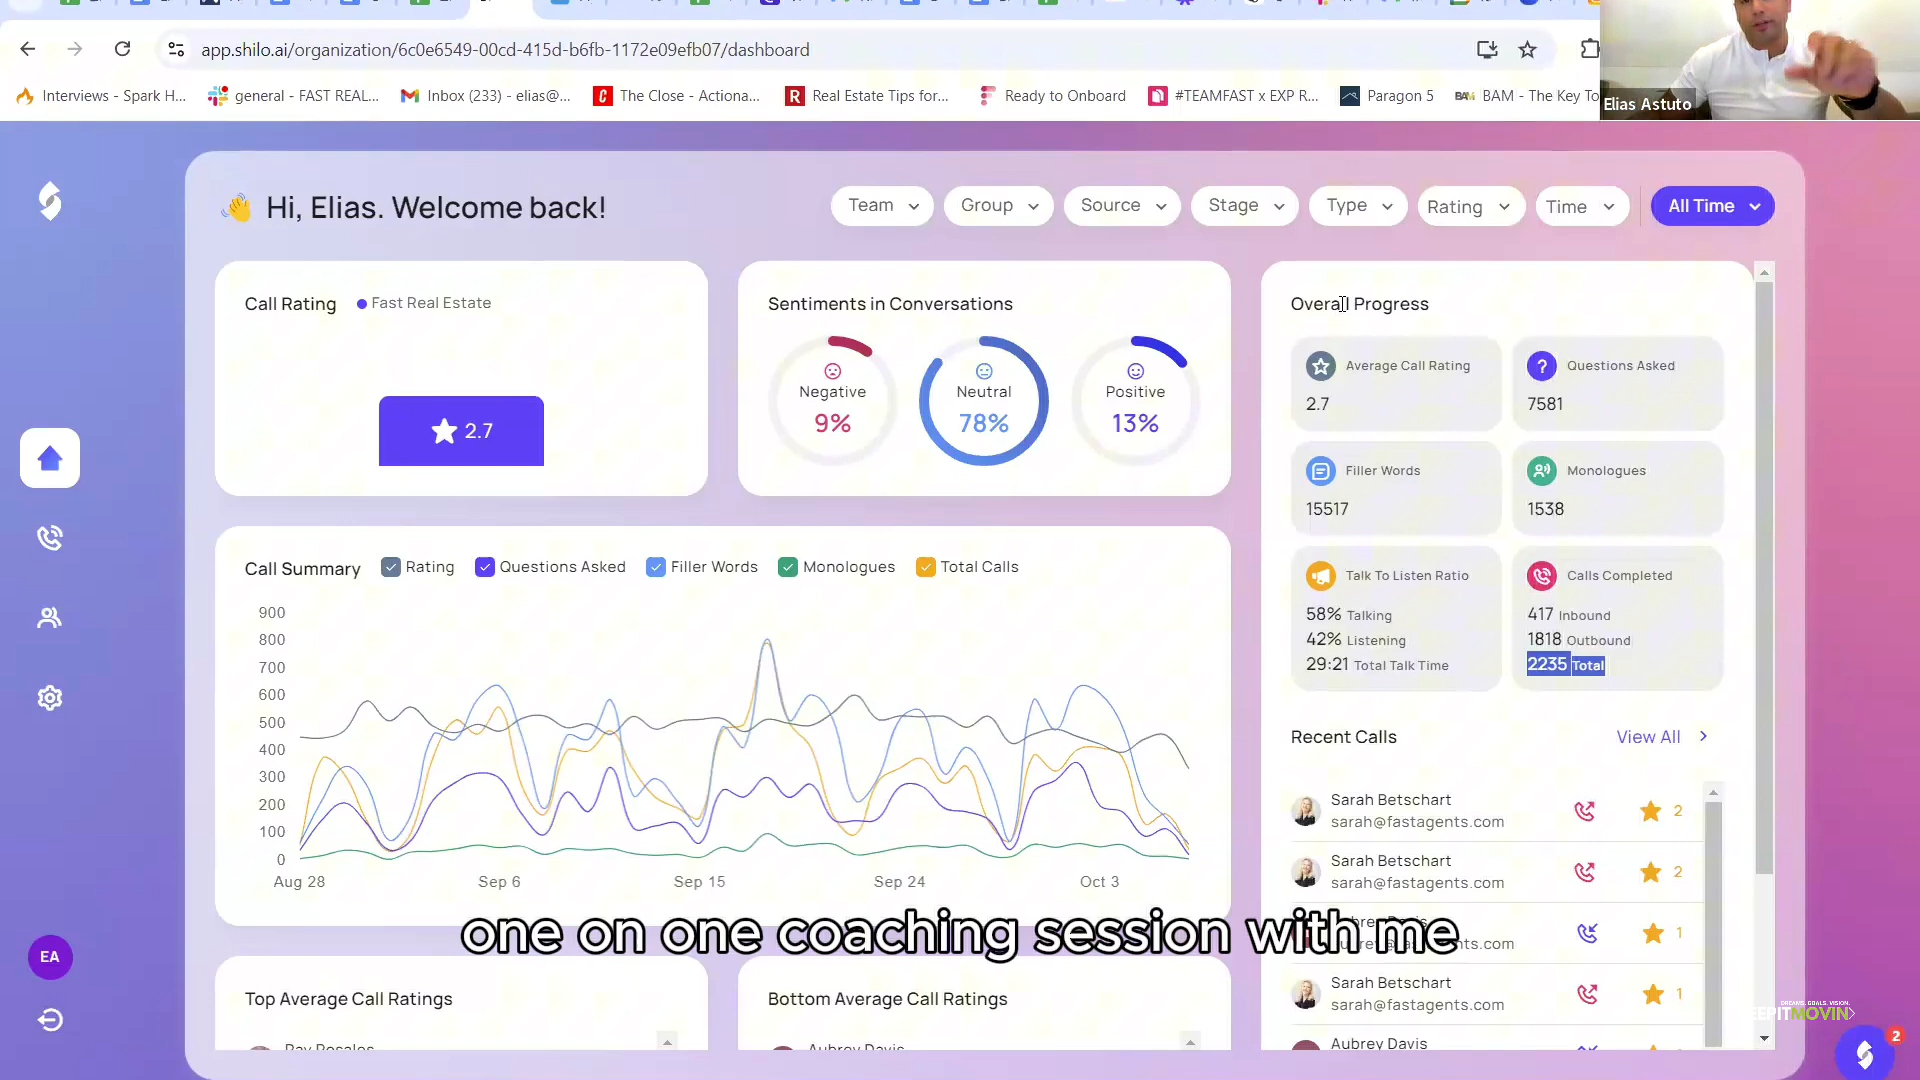 app.shilo.ai/organization/6c0e6549-00cd-415d-b6fb-1172e09efb07/dashboard
Interviews - Spark H...
general - FAST REAL...
Inbox (233) - elias@...
The Close - Actiona...
Real Estate Tips for...
Ready to Onboard
#TEAMFAST x EXP R...
Paragon 5
BAM - The Key To
Elias Astuto
Hi, Elias. Welcome back!
Team
Group
Source
Stage
Type
Rating
Time
All Time
Call Rating
Fast Real Estate
2.7
Sentiments in Conversations
Negative
9%
Neutral
78%
Positive
13%
Overall Progress
Average Call Rating
2.7
Questions Asked
7581
Filler Words
15517
Monologues
1538
Talk To Listen Ratio
58% Talking
42% Listening
29:21 Total Talk Time
Calls Completed
417 Inbound
1818 Outbound
2235 Total
Call Summary
Rating
Questions Asked
Filler Words
Monologues
Total Calls
900
800
700
600
500
400
300
200
100
0
Aug 28
Sep 6
Sep 15
Sep 24
Oct 3
Recent Calls
View All
Sarah Betschart
sarah@fastagents.com
2
Sarah Betschart
sarah@fastagents.com
2
1
Sarah Betschart
sarah@fastagents.com
1
Aubrey Davis
one on one coaching session with me
Top Average Call Ratings
Ray Rosales
Bottom Average Call Ratings
Aubrey Davis
EA
DREAMS. GOALS. VISION.
EEPITMOVIN
2